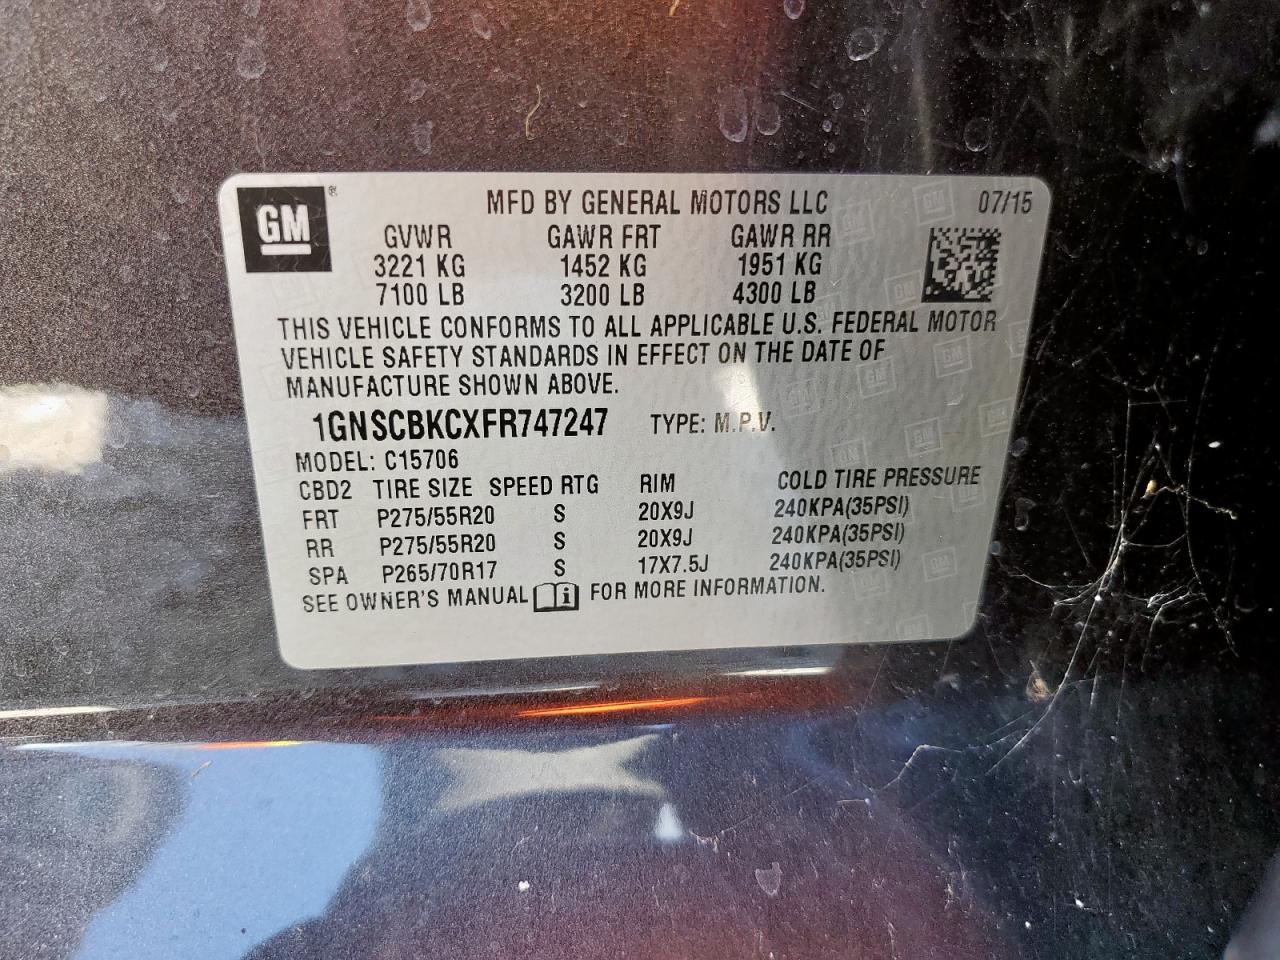 GM ® MFD BY GENERAL MOTORS LLC 07/15
GVWR GAWR FRT GAWR RR
3221 KG 1452 KG 1951 KG
7100 LB 3200 LB 4300 LB
THIS VEHICLE CONFORMS TO ALL APPLICABLE U.S. FEDERAL MOTOR
VEHICLE SAFETY STANDARDS IN EFFECT ON THE DATE OF
MANUFACTURE SHOWN ABOVE.
1GNSCBKCXFR747247 TYPE: M.P.V.
MODEL: C15706
CBD2 TIRE SIZE SPEED RTG RIM COLD TIRE PRESSURE
FRT P275/55R20 S 20X9J 240KPA(35PSI)
RR P275/55R20 S 20X9J 240KPA(35PSI)
SPA P265/70R17 S 17X7.5J 240KPA(35PSI)
SEE OWNER'S MANUAL i FOR MORE INFORMATION.